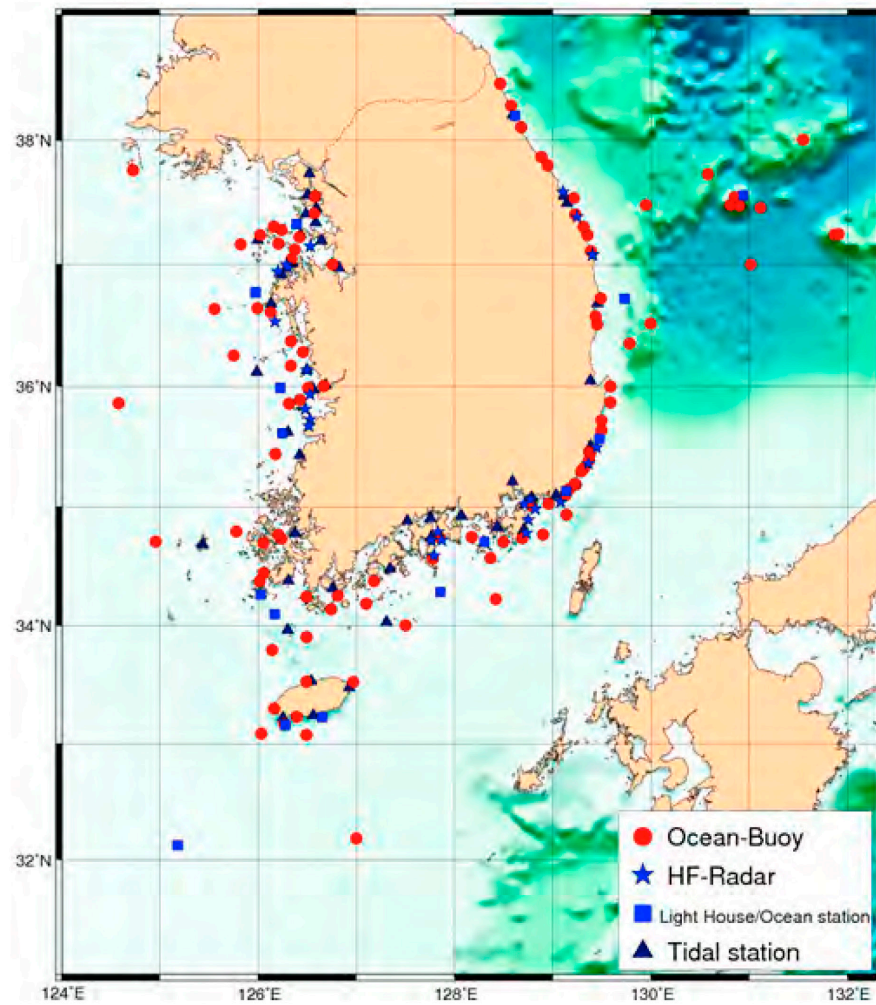 38°N
36°N
34°N
32°N
Ocean-Buoy
HF-Radar
Light House/Ocean station
Tidal station
124°E
126°E
128°E
130°E
132°E